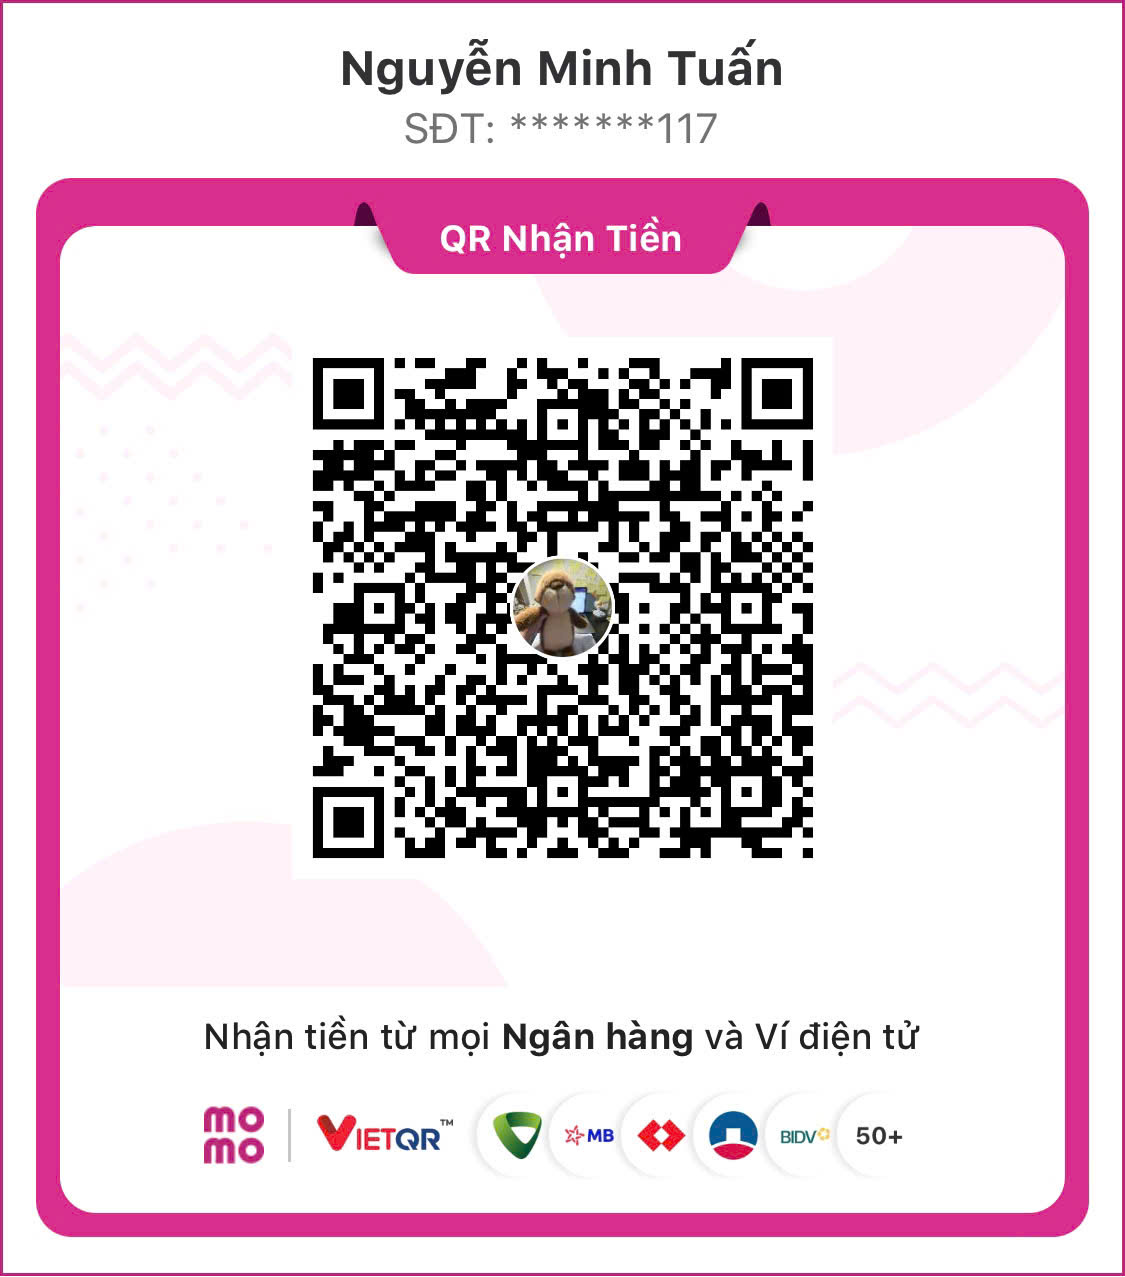 Nguyễn Minh Tuấn
SĐT: *******117
QR Nhận Tiền
Nhận tiền từ mọi Ngân hàng và Ví điện tử
mo
mo
VIETQR™ MB BIDV 50+